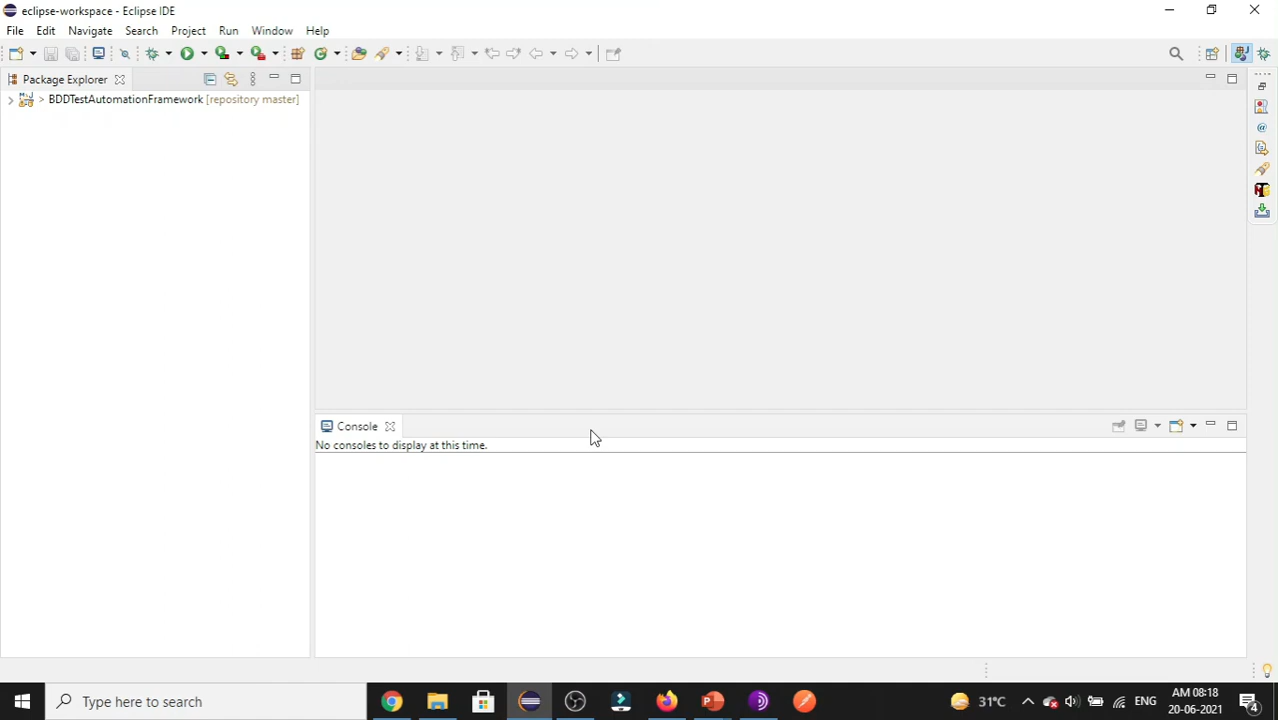 eclipse-workspace - Eclipse IDE
File Edit Navigate Search Project Run Window Help
Package Explorer
> BDDTestAutomationFramework [repository master]
Console
No consoles to display at this time.
Type here to search
31°C
ENG
AM 08:18
20-06-2021
4